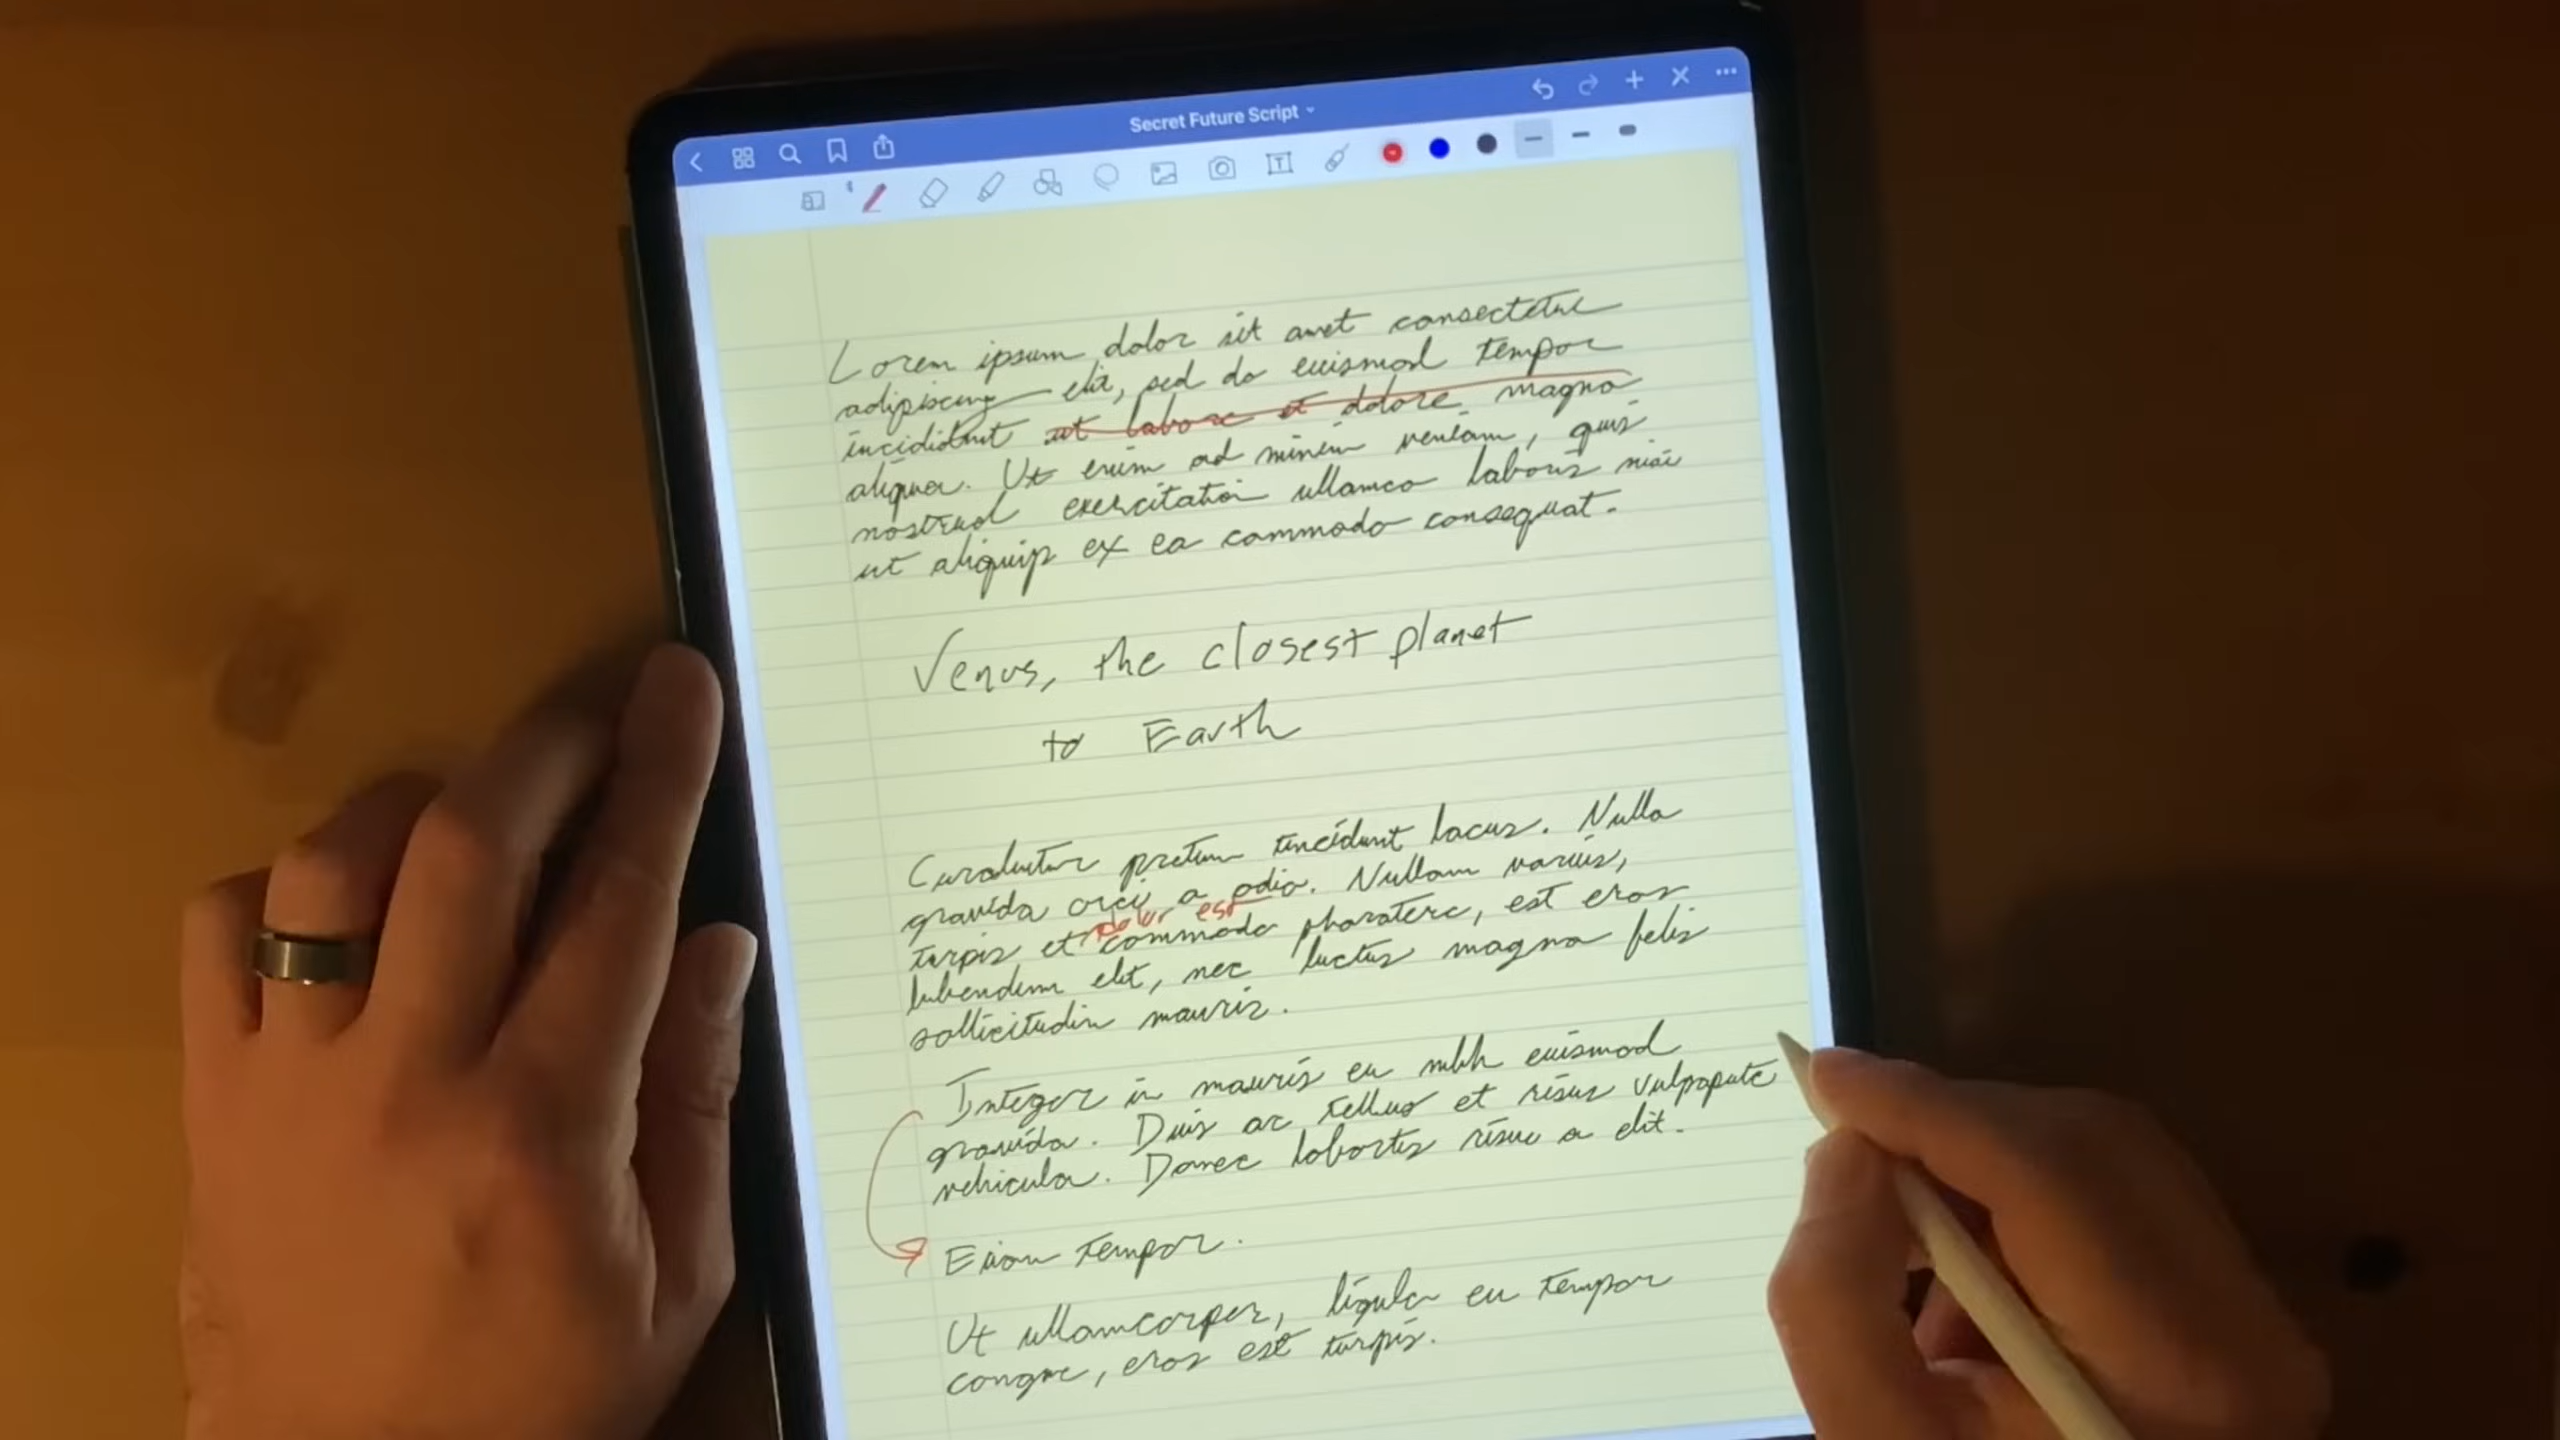 Secret Future Script
Lorem ipsum dolor sit amet consectetur
adipiscing elit, sed do euismod tempor
incididunt ut labore et dolore magna
aliqua. Ut enim ad minim veniam, quis
nostrud exercitation ullamco laboris nisi
ut aliquip ex ea commodo consequat.
Venus, the closest planet
to Earth
Curabitur pretium tincidunt lacus. Nulla
gravida orci a odio. Nullam varius,
dolor est
turpis et commodo pharetra, est eros
bibendum elit, nec luctus magna felis
sollicitudin mauris.
Integer in mauris eu nibh euismod
gravida. Duis ac tellus et risus vulputate
vehicula. Donec lobortis risus a elit.
tempor.
Ut ullamcorper, ligula eu tempor
congue, eros est turpis.